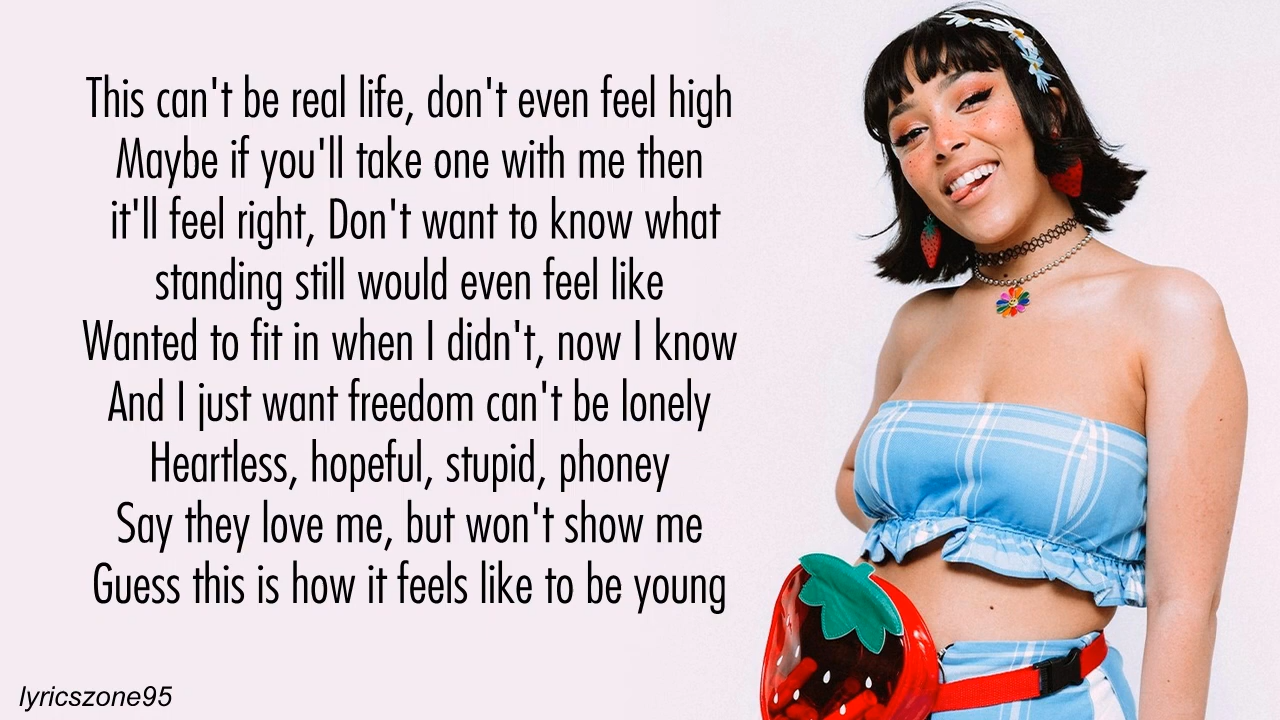 This can't be real life, don't even feel high
Maybe if you'll take one with me then
it'll feel right, Don't want to know what
standing still would even feel like
Wanted to fit in when I didn't, now I know
And I just want freedom can't be lonely
Heartless, hopeful, stupid, phoney
Say they love me, but won't show me
Guess this is how it feels like to be young
lyricszone95